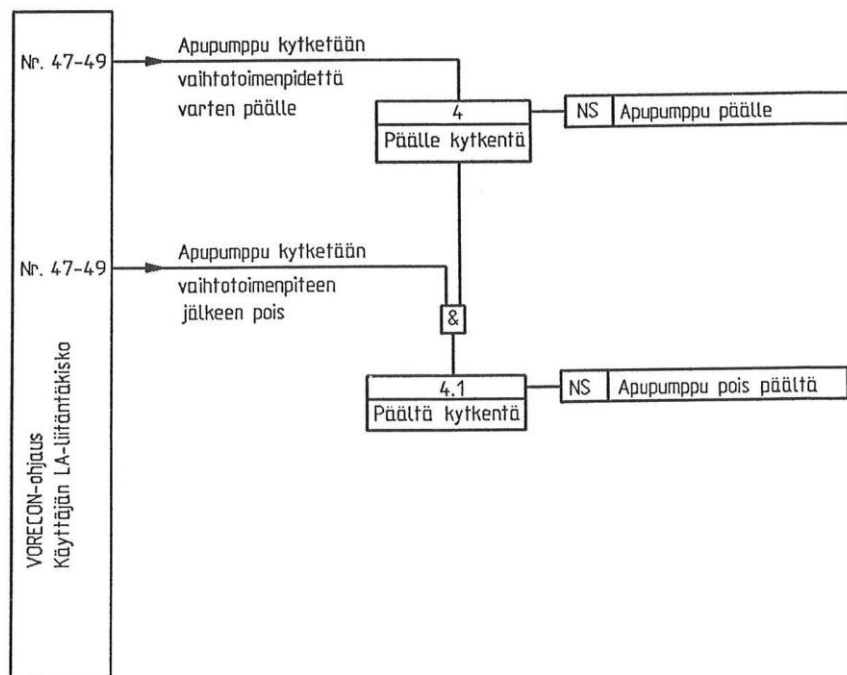 Nr. 47-49
Apupumppu kytketään
vaihtotoimenpidettä
varten päälle
4
Päälle kytkentä
NS
Apupumppu päälle
Nr. 47-49
Apupumppu kytketään
vaihtotoimenpiteen
jälkeen pois
&
4.1
Päältä kytkentä
NS
Apupumppu pois päältä
VORECON-ohjaus
Käyttäjän LA-liitäntäkisko